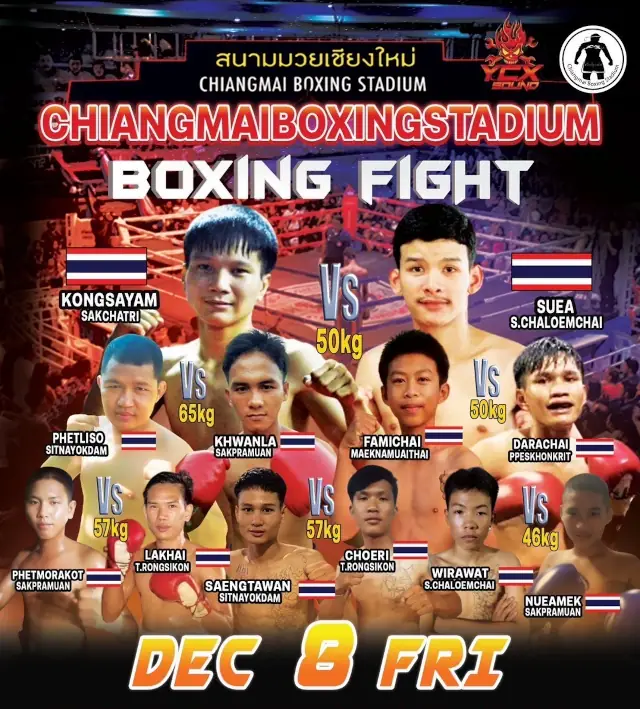 สนามมวยเชียงใหม่
CHIANGMAI BOXING STADIUM
YCX
SOUND
Chiangmai Boxing Stadium
CHIANGMAIBOXINGSTADIUM
BOXING FIGHT
KONGSAYAM
SAKCHATRI
Vs
50kg
SUEA
S.CHALOEMCHAI
PHETLISO
SITNAYOKDAM
Vs
65kg
KHWANLA
SAKPRAMUAN
FAMICHAI
MAEKNAMUAITHAI
Vs
50kg
DARACHAI
PPESKHONKRIT
PHETMORAKOT
SAKPRAMUAN
Vs
57kg
LAKHAI
T.RONGSIKON
SAENGTAWAN
SITNAYOKDAM
Vs
57kg
CHOERI
T.RONGSIKON
WIRAWAT
S.CHALOEMCHAI
Vs
46kg
NUEAMEK
SAKPRAMUAN
DEC 8 FRI